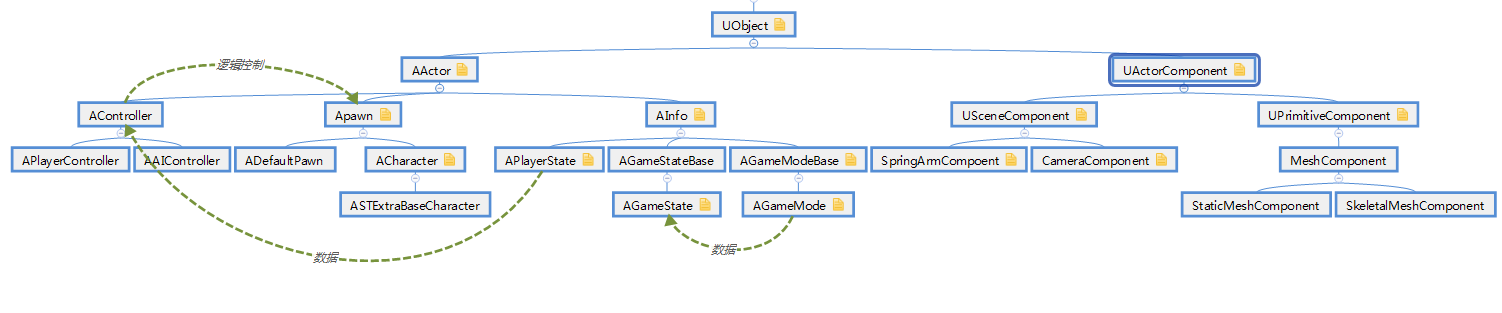 UObject
AActor
UActorComponent
逻辑控制
AController
Apawn
AInfo
USceneComponent
UPrimitiveComponent
APlayerController
AAIController
ADefaultPawn
ACharacter
APlayerState
AGameStateBase
AGameModeBase
SpringArmCompoent
CameraComponent
MeshComponent
ASTExtraBaseCharacter
AGameState
AGameMode
StaticMeshComponent
SkeletalMeshComponent
数据
数据